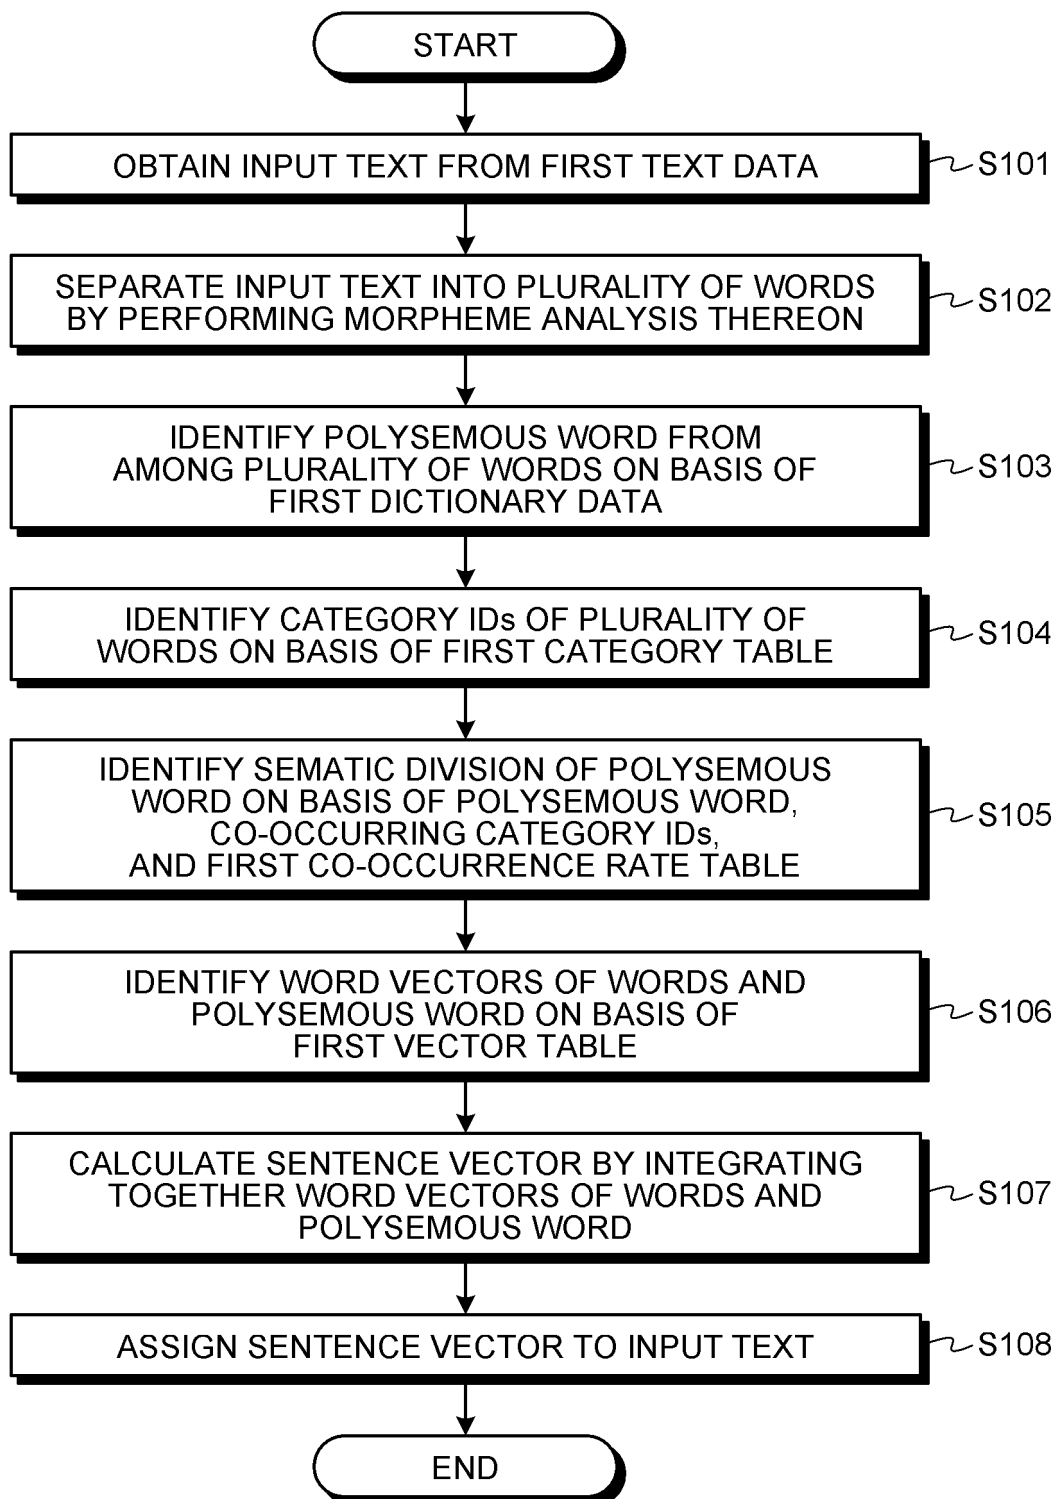 START
OBTAIN INPUT TEXT FROM FIRST TEXT DATA
S101
SEPARATE INPUT TEXT INTO PLURALITY OF WORDS
BY PERFORMING MORPHEME ANALYSIS THEREON
S102
IDENTIFY POLYSEMOUS WORD FROM
AMONG PLURALITY OF WORDS ON BASIS OF
FIRST DICTIONARY DATA
S103
IDENTIFY CATEGORY IDs OF PLURALITY OF
WORDS ON BASIS OF FIRST CATEGORY TABLE
S104
IDENTIFY SEMATIC DIVISION OF POLYSEMOUS
WORD ON BASIS OF POLYSEMOUS WORD,
CO-OCCURRING CATEGORY IDs,
AND FIRST CO-OCCURRENCE RATE TABLE
S105
IDENTIFY WORD VECTORS OF WORDS AND
POLYSEMOUS WORD ON BASIS OF
FIRST VECTOR TABLE
S106
CALCULATE SENTENCE VECTOR BY INTEGRATING
TOGETHER WORD VECTORS OF WORDS AND
POLYSEMOUS WORD
S107
ASSIGN SENTENCE VECTOR TO INPUT TEXT
S108
END